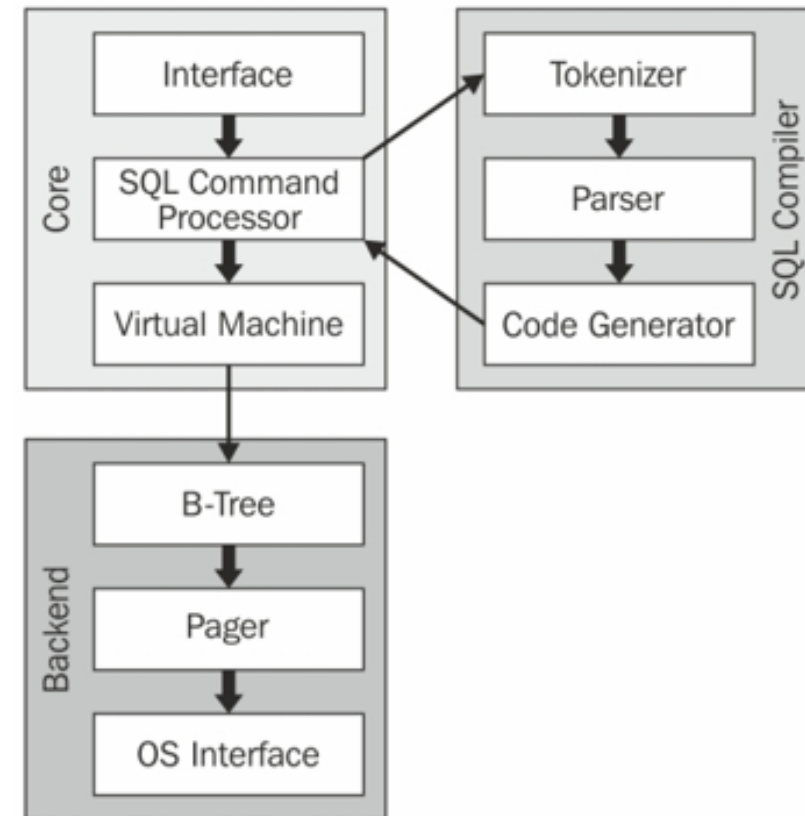 Core
Interface
SQL Command
Processor
Virtual Machine
SQL Compiler
Tokenizer
Parser
Code Generator
Backend
B-Tree
Pager
OS Interface